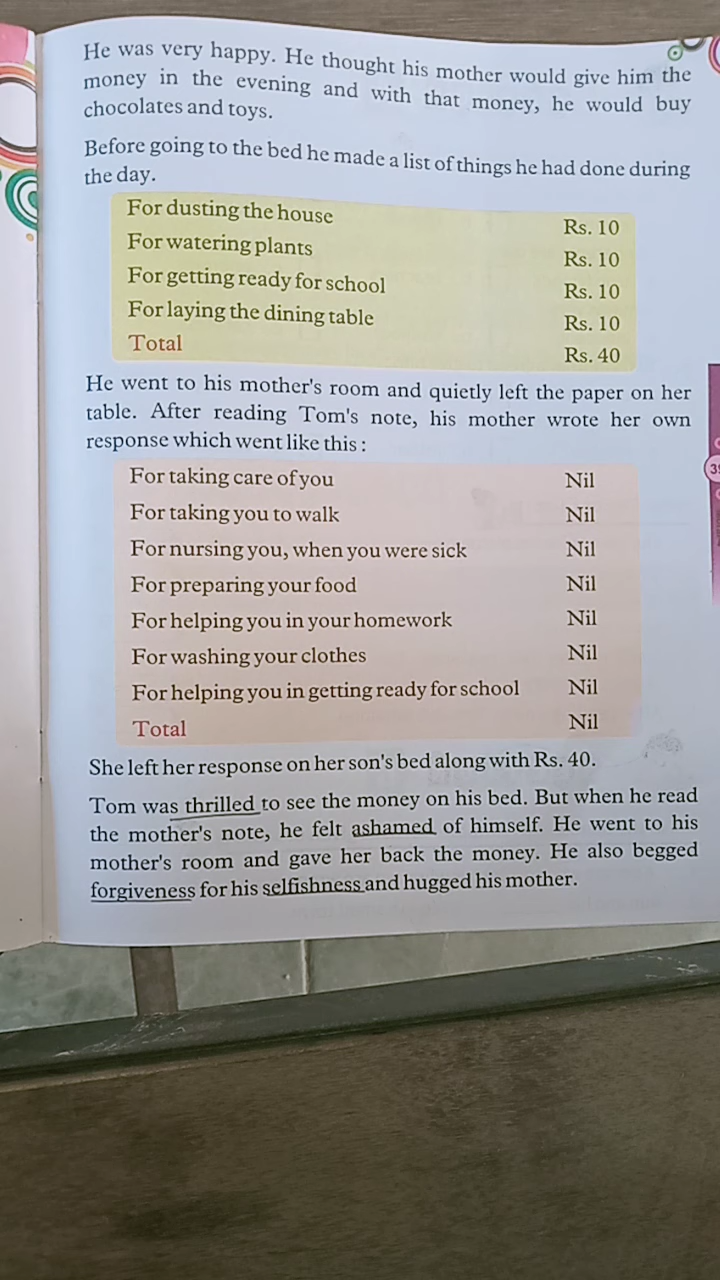 He was very happy. He thought his mother would give him the
money in the evening and with that money, he would buy
chocolates and toys.
Before going to the bed he made a list of things he had done during
the day.
For dusting the house Rs. 10
For watering plants Rs. 10
For getting ready for school Rs. 10
For laying the dining table Rs. 10
Total Rs. 40
He went to his mother's room and quietly left the paper on her
table. After reading Tom's note, his mother wrote her own
response which went like this :
For taking care of you Nil
For taking you to walk Nil
For nursing you, when you were sick Nil
For preparing your food Nil
For helping you in your homework Nil
For washing your clothes Nil
For helping you in getting ready for school Nil
Total Nil
She left her response on her son's bed along with Rs. 40.
Tom was thrilled to see the money on his bed. But when he read
the mother's note, he felt ashamed of himself. He went to his
mother's room and gave her back the money. He also begged
forgiveness for his selfishness and hugged his mother.